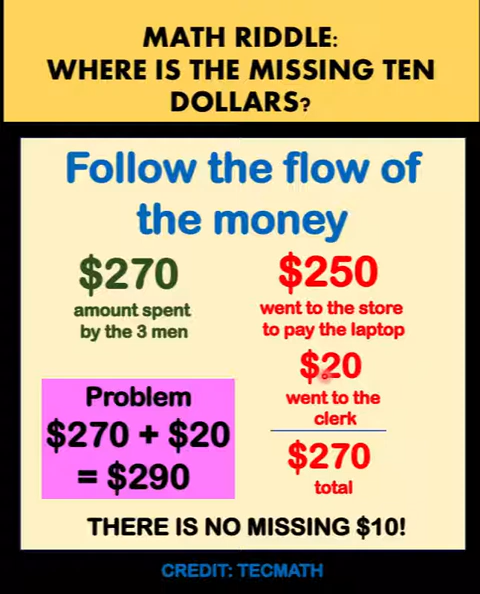 MATH RIDDLE:
WHERE IS THE MISSING TEN
DOLLARS?
Follow the flow of
the money
$270
amount spent
by the 3 men
$250
went to the store
to pay the laptop
$20
went to the
clerk
$270
total
Problem
$270 + $20
= $290
THERE IS NO MISSING $10!
CREDIT: TECMATH